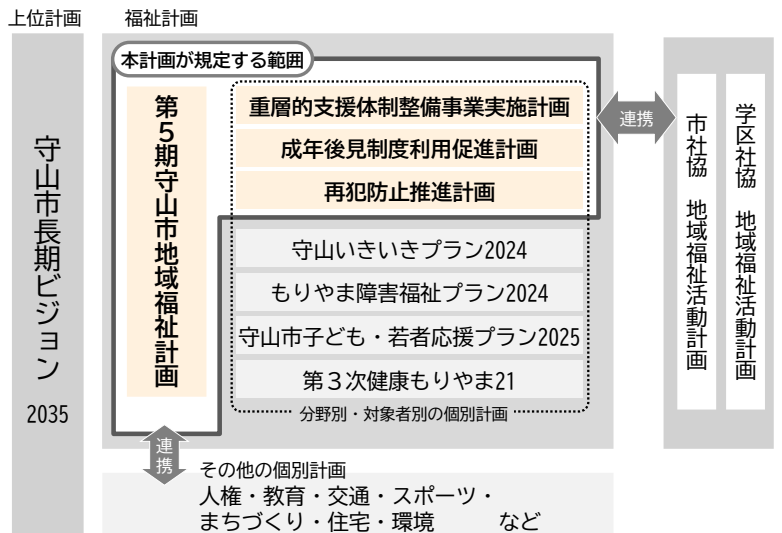 上位計画
福祉計画
守山市長期ビジョン
2035
本計画が規定する範囲
第5期守山市地域福祉計画
重層的支援体制整備事業実施計画
成年後見制度利用促進計画
再犯防止推進計画
守山いきいきプラン2024
もりやま障害福祉プラン2024
守山市子ども・若者応援プラン2025
第3次健康もりやま21
分野別・対象者別の個別計画
連携
市社協 地域福祉活動計画
学区社協 地域福祉活動計画
連携
その他の個別計画
人権・教育・交通・スポーツ・
まちづくり・住宅・環境 など